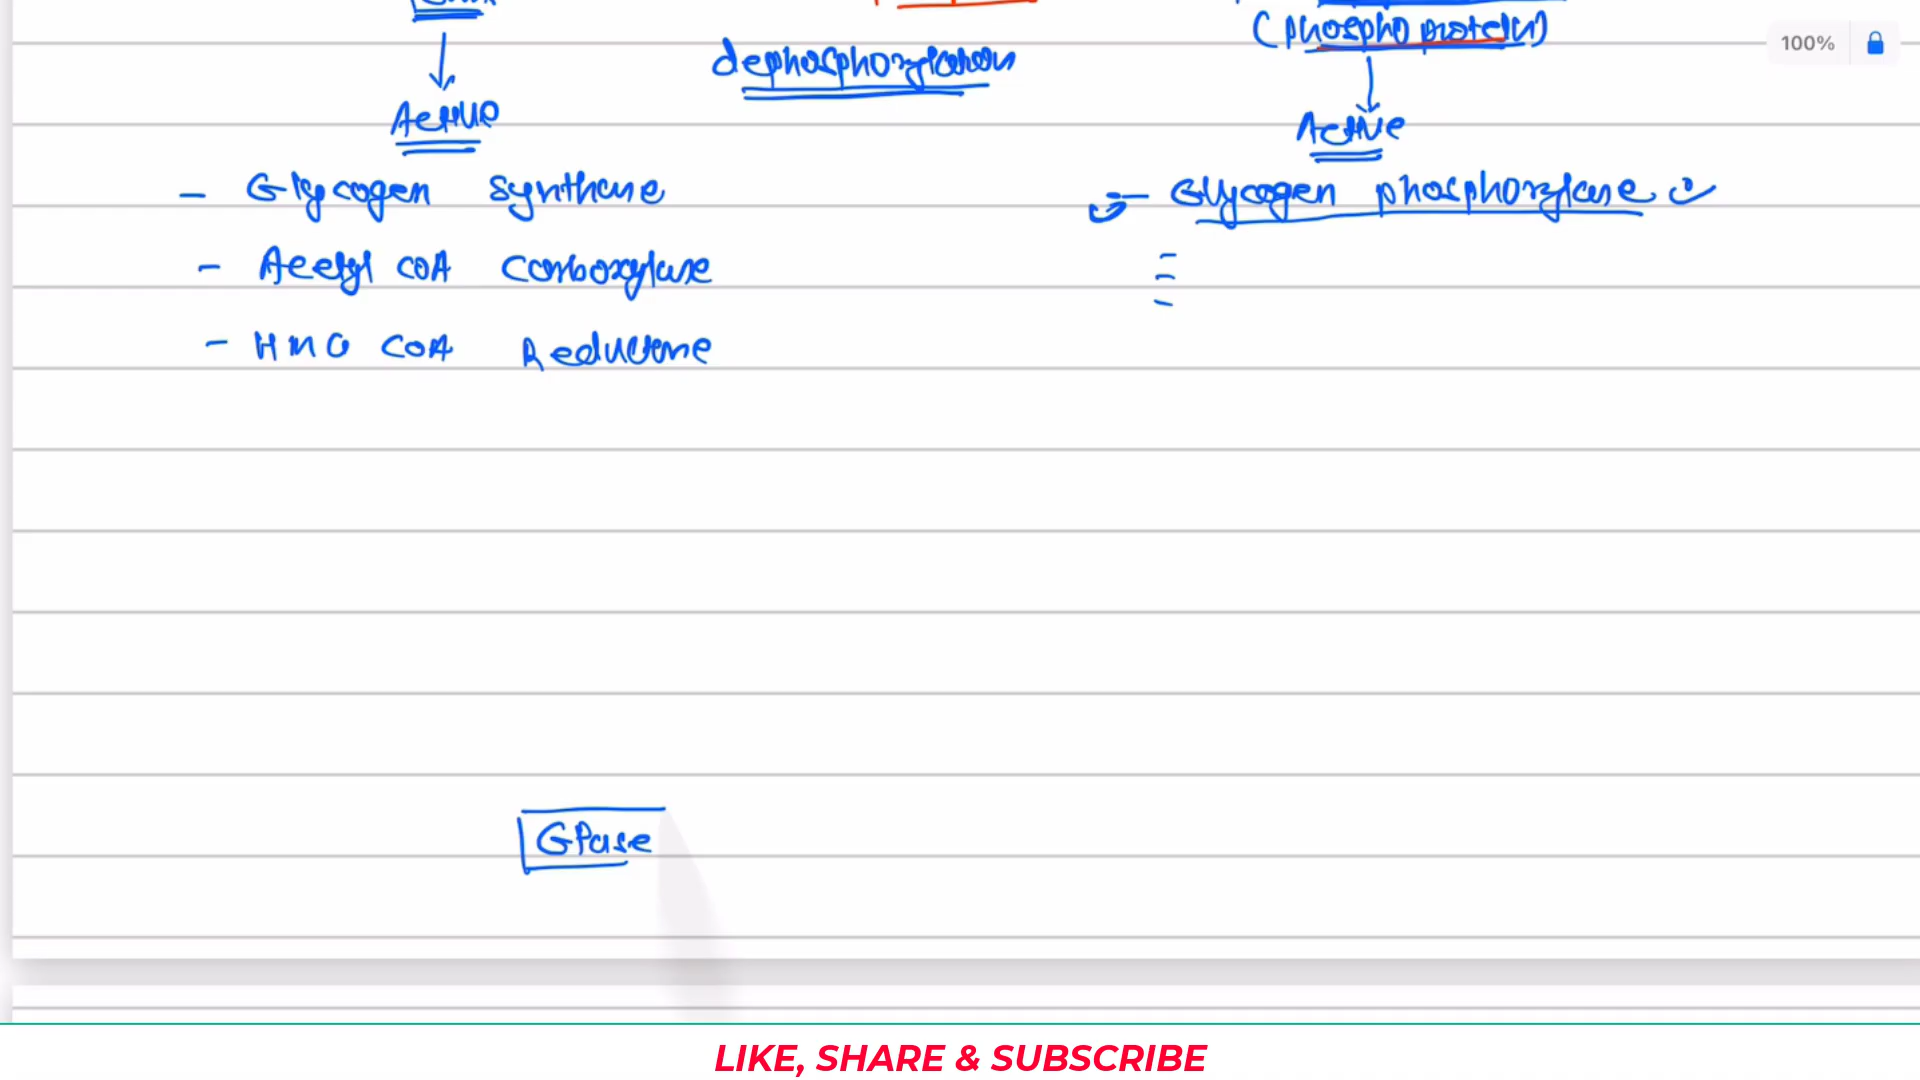 (phospho protein)
100%
dephosphorylation
Active
Active
- Glycogen synthase
- Glycogen phosphorylase
- Acetyl CoA Carboxylase
- HMG CoA Reductase
GPase
LIKE, SHARE & SUBSCRIBE